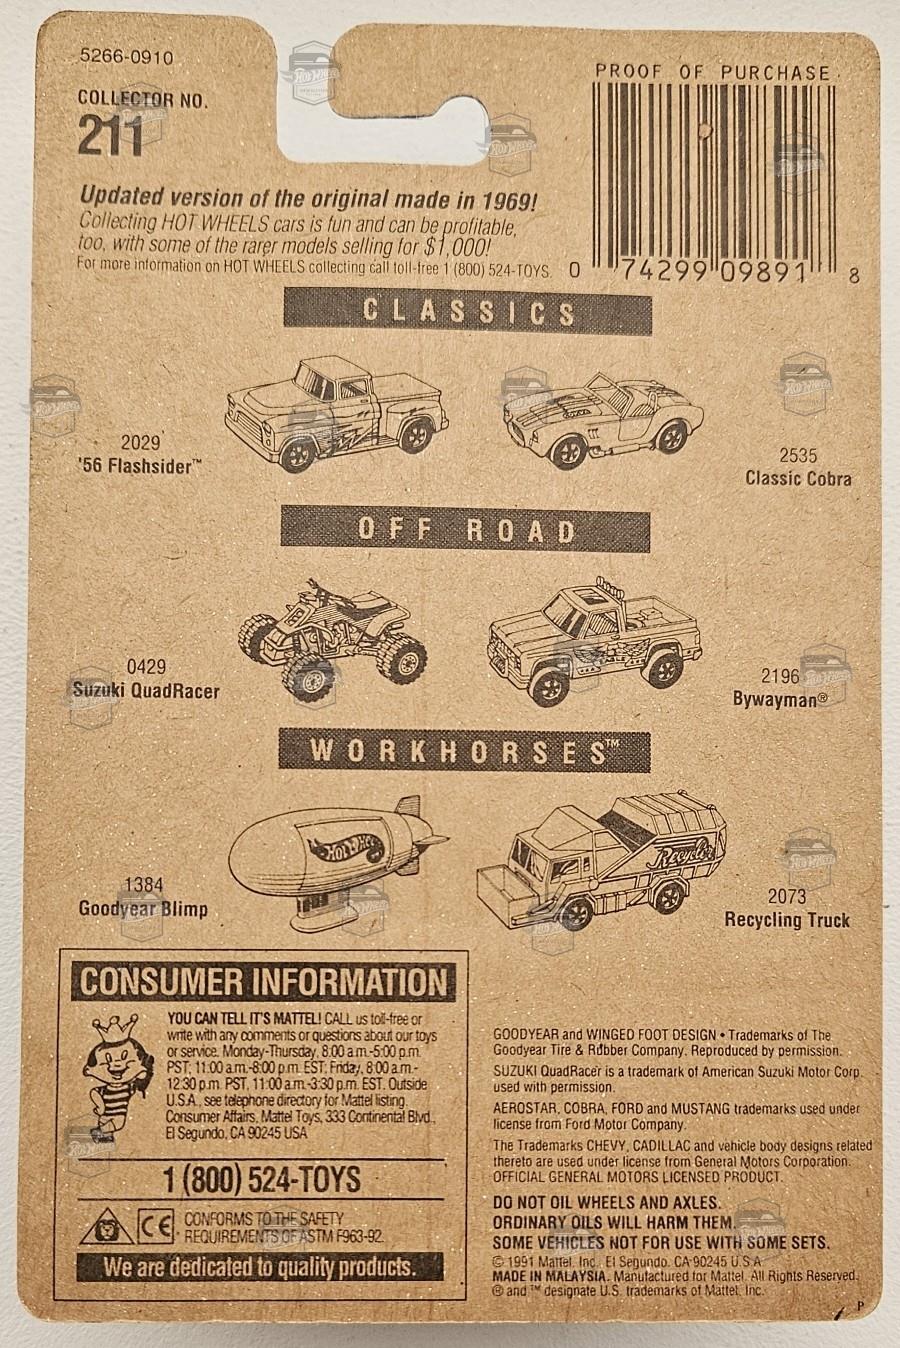 5266-0910
COLLECTOR NO.
211
PROOF OF PURCHASE
Updated version of the original made in 1969!
Collecting HOT WHEELS cars is fun and can be profitable,
too, with some of the rarer models selling for $1,000!
For more information on HOT WHEELS collecting call toll-free 1 (800) 524-TOYS.
0 74299 09891 8
CLASSICS
2029
'56 Flashsider™
2535
Classic Cobra
OFF ROAD
0429
Suzuki QuadRacer
2196
Bywayman®
WORKHORSES™
HOT WHEELS
Recycler
1384
Goodyear Blimp
2073
Recycling Truck
CONSUMER INFORMATION
YOU CAN TELL IT'S MATTEL! CALL us toll-free or
write with any comments or questions about our toys
or service. Monday-Thursday, 8:00 a.m.-5:00 p.m.
PST; 11:00 a.m.-8:00 p.m. EST; Friday, 8:00 a.m.-
12:30 p.m. PST, 11:00 a.m.-3:30 p.m. EST. Outside
U.S.A., see telephone directory for Mattel listing.
Consumer Affairs, Mattel Toys, 333 Continental Blvd.,
El Segundo, CA 90245 USA
1 (800) 524-TOYS
CE
CONFORMS TO THE SAFETY
REQUIREMENTS OF ASTM F963-92.
We are dedicated to quality products.
GOODYEAR and WINGED FOOT DESIGN • Trademarks of The
Goodyear Tire & Rubber Company. Reproduced by permission.
SUZUKI QuadRacer is a trademark of American Suzuki Motor Corp.
used with permission.
AEROSTAR, COBRA, FORD and MUSTANG trademarks used under
license from Ford Motor Company.
The Trademarks CHEVY, CADILLAC and vehicle body designs related
thereto are used under license from General Motors Corporation.
OFFICIAL GENERAL MOTORS LICENSED PRODUCT.
DO NOT OIL WHEELS AND AXLES.
ORDINARY OILS WILL HARM THEM.
SOME VEHICLES NOT FOR USE WITH SOME SETS.
© 1991 Mattel, Inc., El Segundo, CA 90245 U.S.A.
MADE IN MALAYSIA. Manufactured for Mattel. All Rights Reserved.
® and ™ designate U.S. trademarks of Mattel, Inc.
P